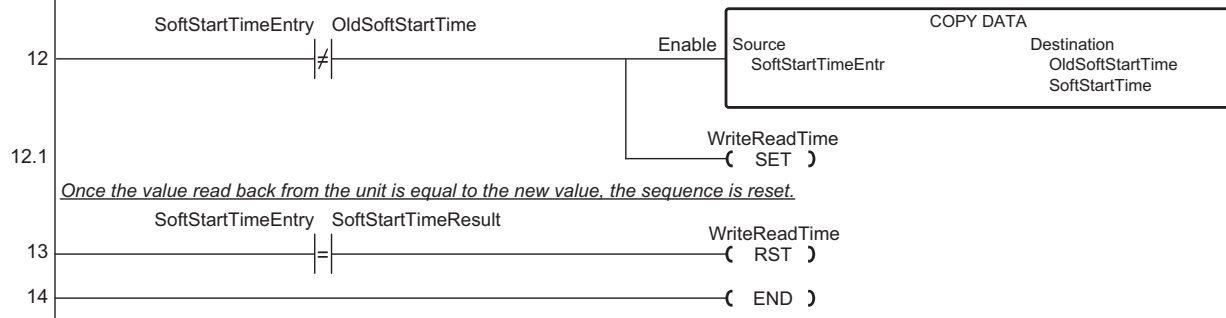 SoftStartTimeEntry OldSoftStartTime
COPY DATA
12
≠
Enable
Source
Destination
SoftStartTimeEntr
OldSoftStartTime
SoftStartTime
WriteReadTime
12.1
SET
Once the value read back from the unit is equal to the new value, the sequence is reset.
SoftStartTimeEntry SoftStartTimeResult
WriteReadTime
13
=
RST
14
END